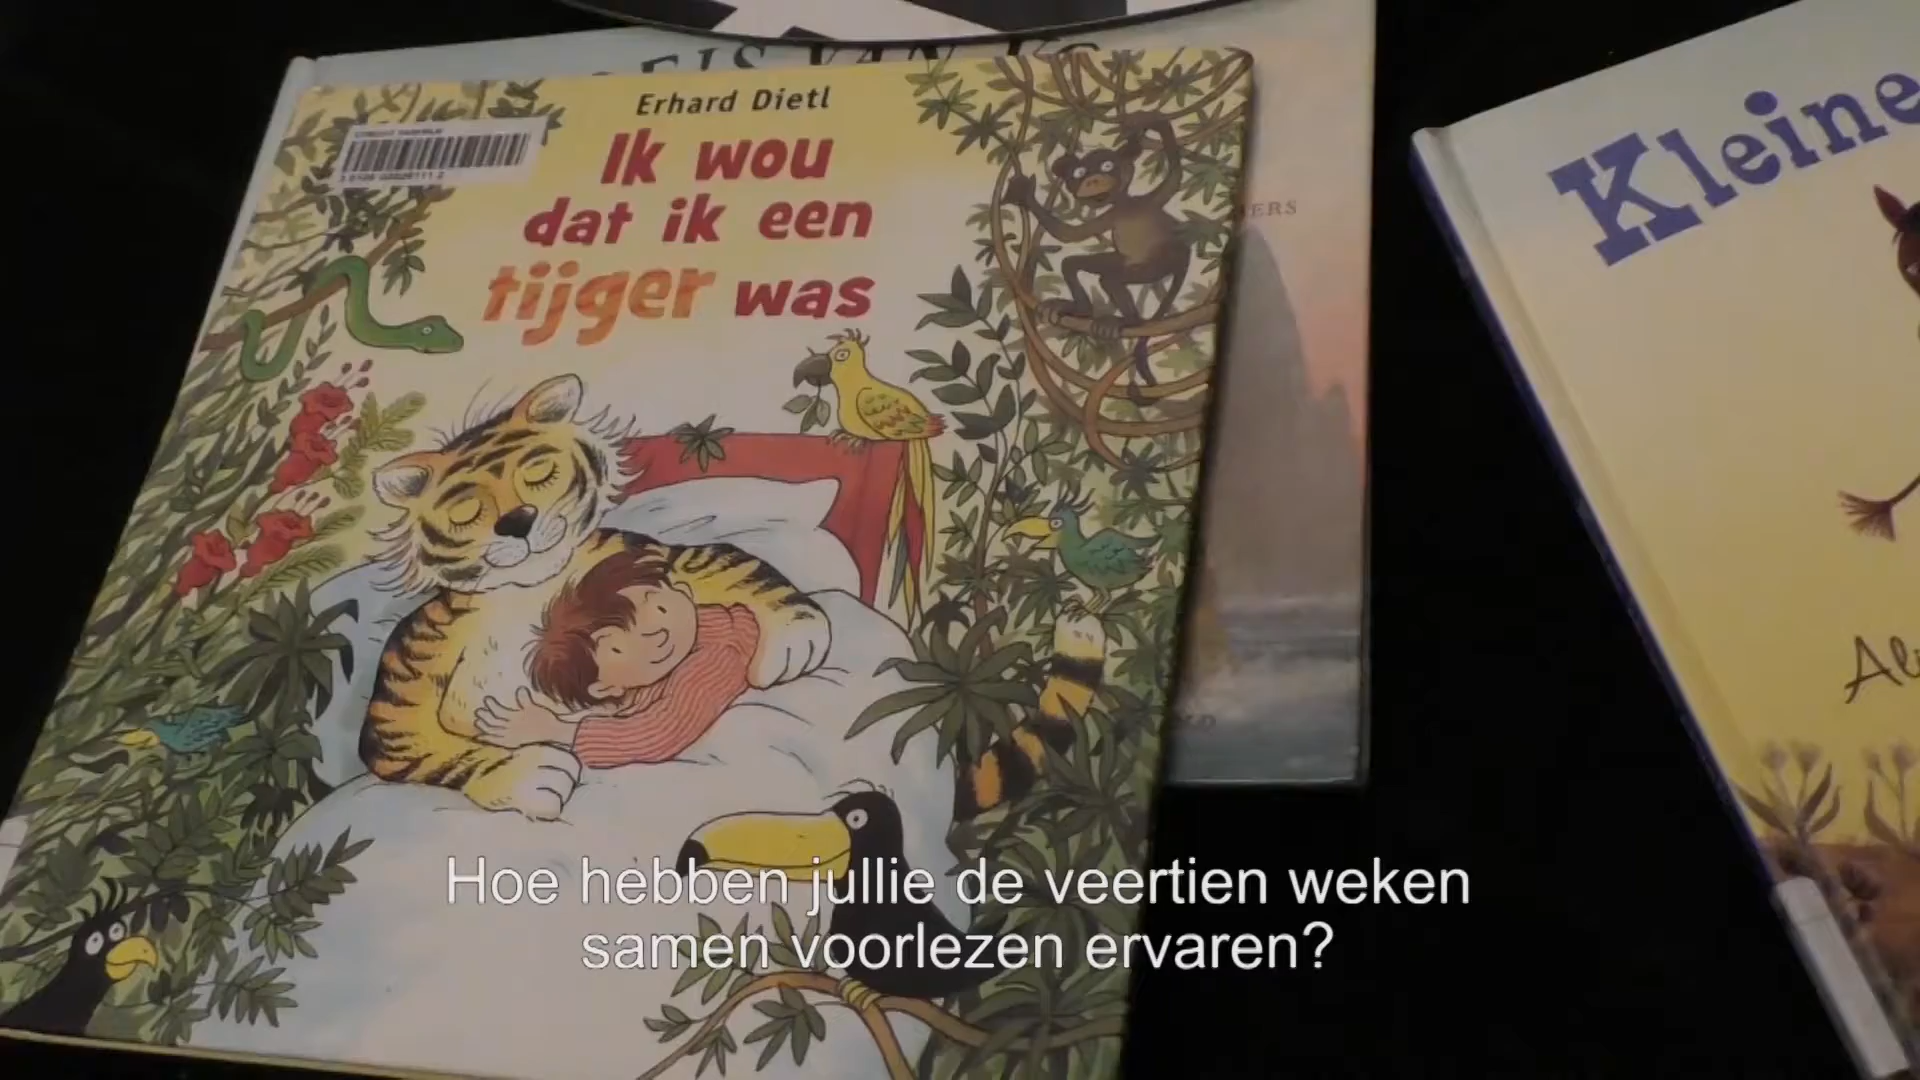 Erhard Dietl
Ik wou
dat ik een
tijger was
Kleine
Hoe hebben jullie de veertien weken
samen voorlezen ervaren?